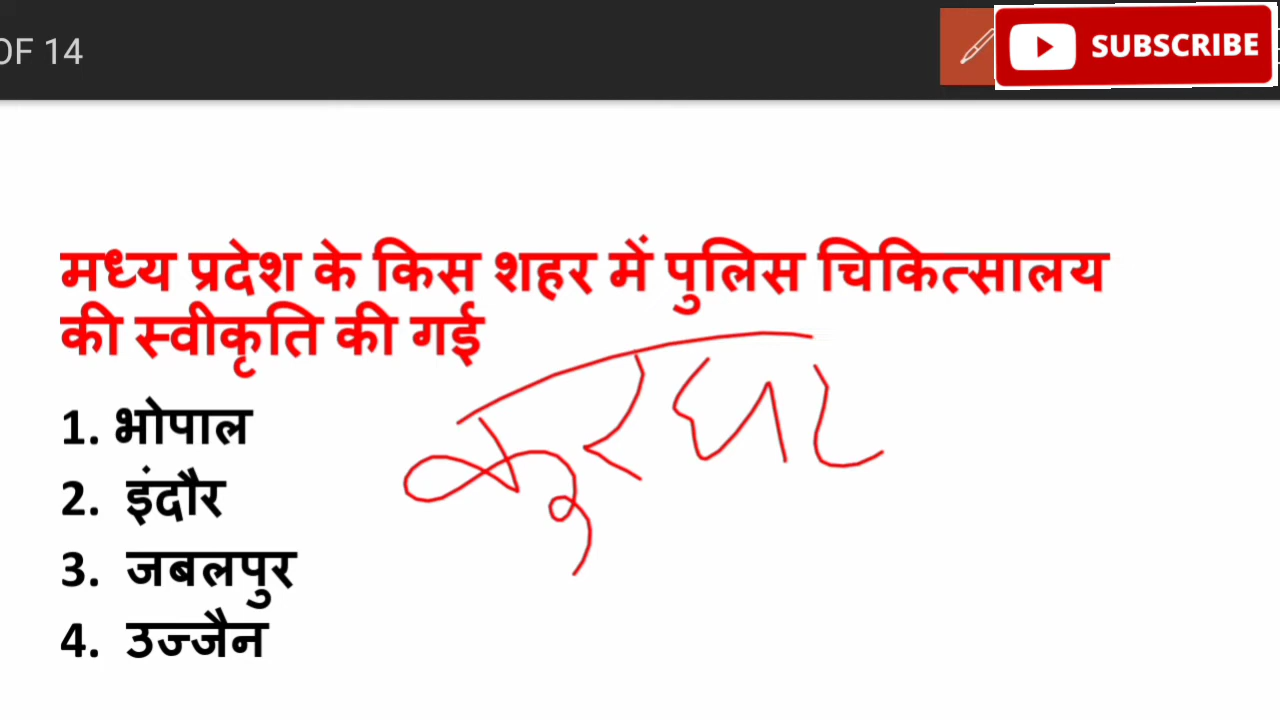 OF 14
SUBSCRIBE
मध्य प्रदेश के किस शहर में पुलिस चिकित्सालय
की स्वीकृति की गई
1. भोपाल
2. इंदौर
3. जबलपुर
4. उज्जैन